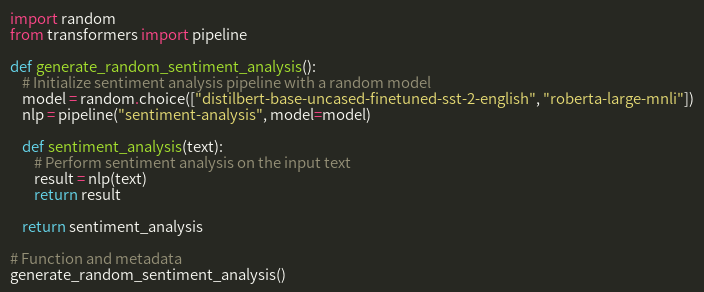 import random
from transformers import pipeline

def generate_random_sentiment_analysis():
    # Initialize sentiment analysis pipeline with a random model
    model = random.choice(["distilbert-base-uncased-finetuned-sst-2-english", "roberta-large-mnli"])
    nlp = pipeline("sentiment-analysis", model=model)

    def sentiment_analysis(text):
        # Perform sentiment analysis on the input text
        result = nlp(text)
        return result

    return sentiment_analysis

# Function and metadata
generate_random_sentiment_analysis()